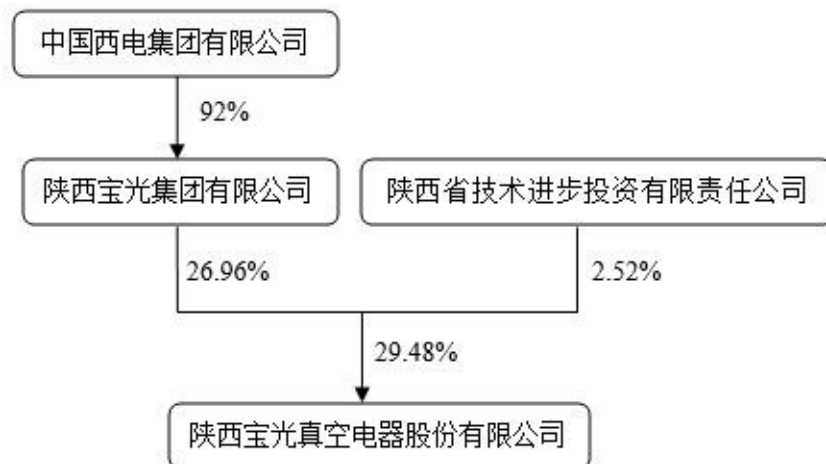 中国西电集团有限公司
92%
陕西宝光集团有限公司
陕西省技术进步投资有限责任公司
26.96%
2.52%
29.48%
陕西宝光真空电器股份有限公司